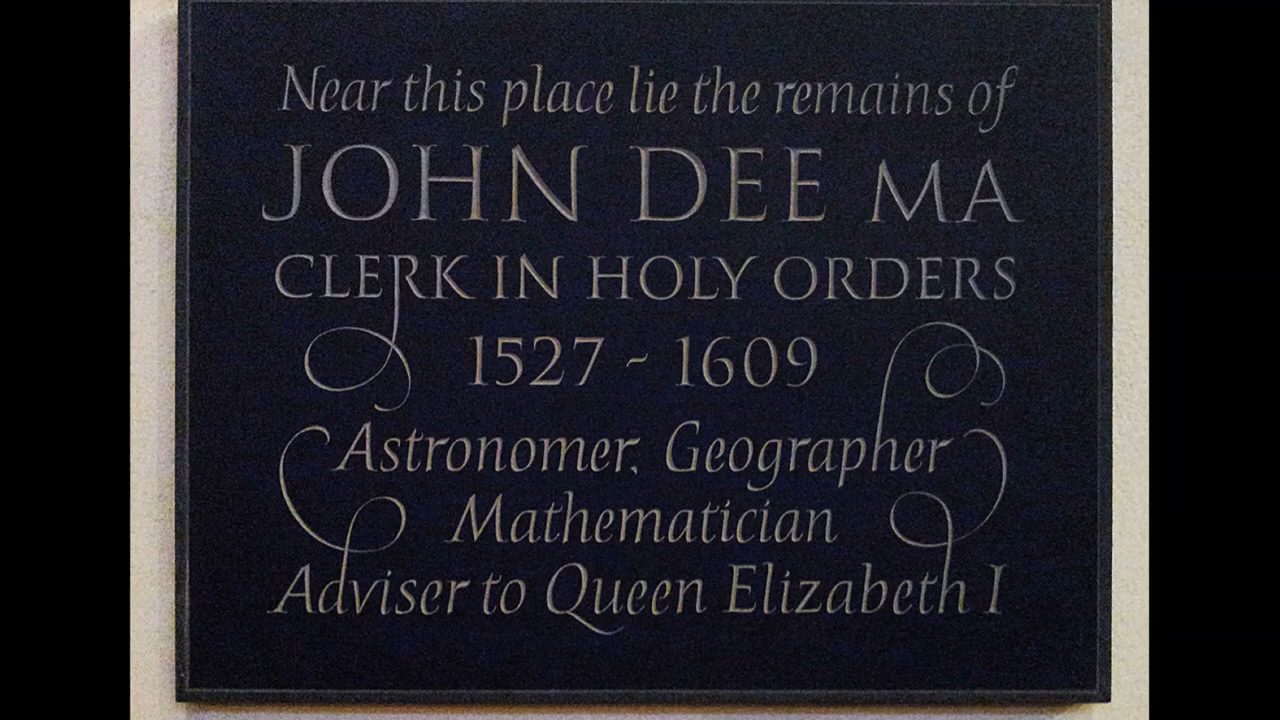 Near this place lie the remains of
JOHN DEE MA
CLERK IN HOLY ORDERS
1527 - 1609
Astronomer, Geographer
Mathematician
Adviser to Queen Elizabeth I